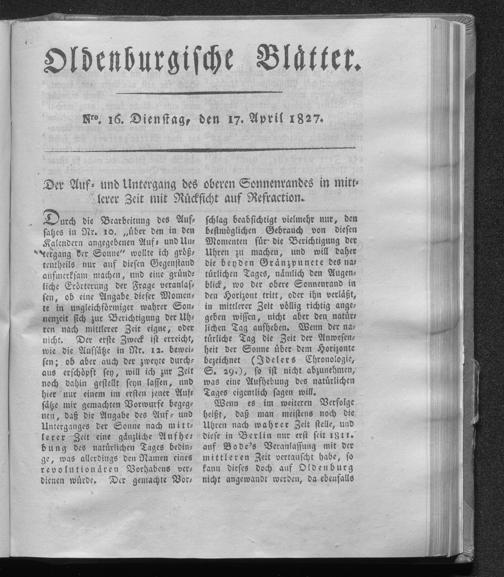 Oldenburgische Blätter.
Nro. 16. Dienstag, den 17. April 1827.
Der Auf- und Untergang des oberen Sonnenrandes in mitt-
lerer Zeit mit Rücksicht auf Refraction.
Durch die Bearbeitung des Auf-
satzes in Nr. 10. „über den in den
Kalendern angegebenen Auf- und Un-
tergang der Sonne“ wollte ich größ-
tentheils nur auf diesen Gegenstand
aufmerksam machen, und eine gründ-
liche Erörterung der Frage veranlas-
sen, ob eine Angabe dieser Momen-
te in ungleichförmiger wahrer Son-
nenzeit sich zur Berichtigung der Uh-
ren nach mittlerer Zeit eigne, oder
nicht. Der erste Zweck ist erreicht,
wie die Aufsätze in Nr. 12. bewei-
sen; ob aber auch der zweyte durch-
aus erschöpft sey, will ich zur Zeit
noch dahin gestellt seyn lassen, und
hier nur einem im ersten jener Auf-
sätze mir gemachten Vorwurfe begeg-
nen, daß die Angabe des Auf- und
Unterganges der Sonne nach mitt-
lerer Zeit eine gänzliche Aufhe-
bung des natürlichen Tages bedin-
ge, was allerdings den Namen eines
revolutionären Vorhabens ver-
dienen würde. Der gemachte Vor-
schlag beabsichtigt vielmehr nur, den
bestmöglichen Gebrauch von diesen
Momenten für die Berichtigung der
Uhren zu machen, und will daher
die beyden Gränzpuncte des na-
türlichen Tages, nämlich den Augen-
blick, wo der obere Sonnenrand in
den Horizont tritt, oder ihn verläßt,
in mittlerer Zeit völlig richtig ange-
geben wissen, nicht aber den natür-
lichen Tag aufheben. Wenn der na-
türliche Tag die Zeit der Anwesen-
heit der Sonne über dem Horizonte
bezeichnet (Idelers Chronologie,
S. 29.), so ist nicht abzunehmen,
was eine Aufhebung des natürlichen
Tages eigentlich sagen will.
Wenn es im weiteren Verfolge
heißt, daß man meistens noch die
Uhren nach wahrer Zeit stelle, und
diese in Berlin nur erst seit 1811.
auf Bode's Veranlassung mit der
mittleren Zeit vertauscht habe, so
kann dieses doch auf Oldenburg
nicht angewandt werden, da ebenfalls